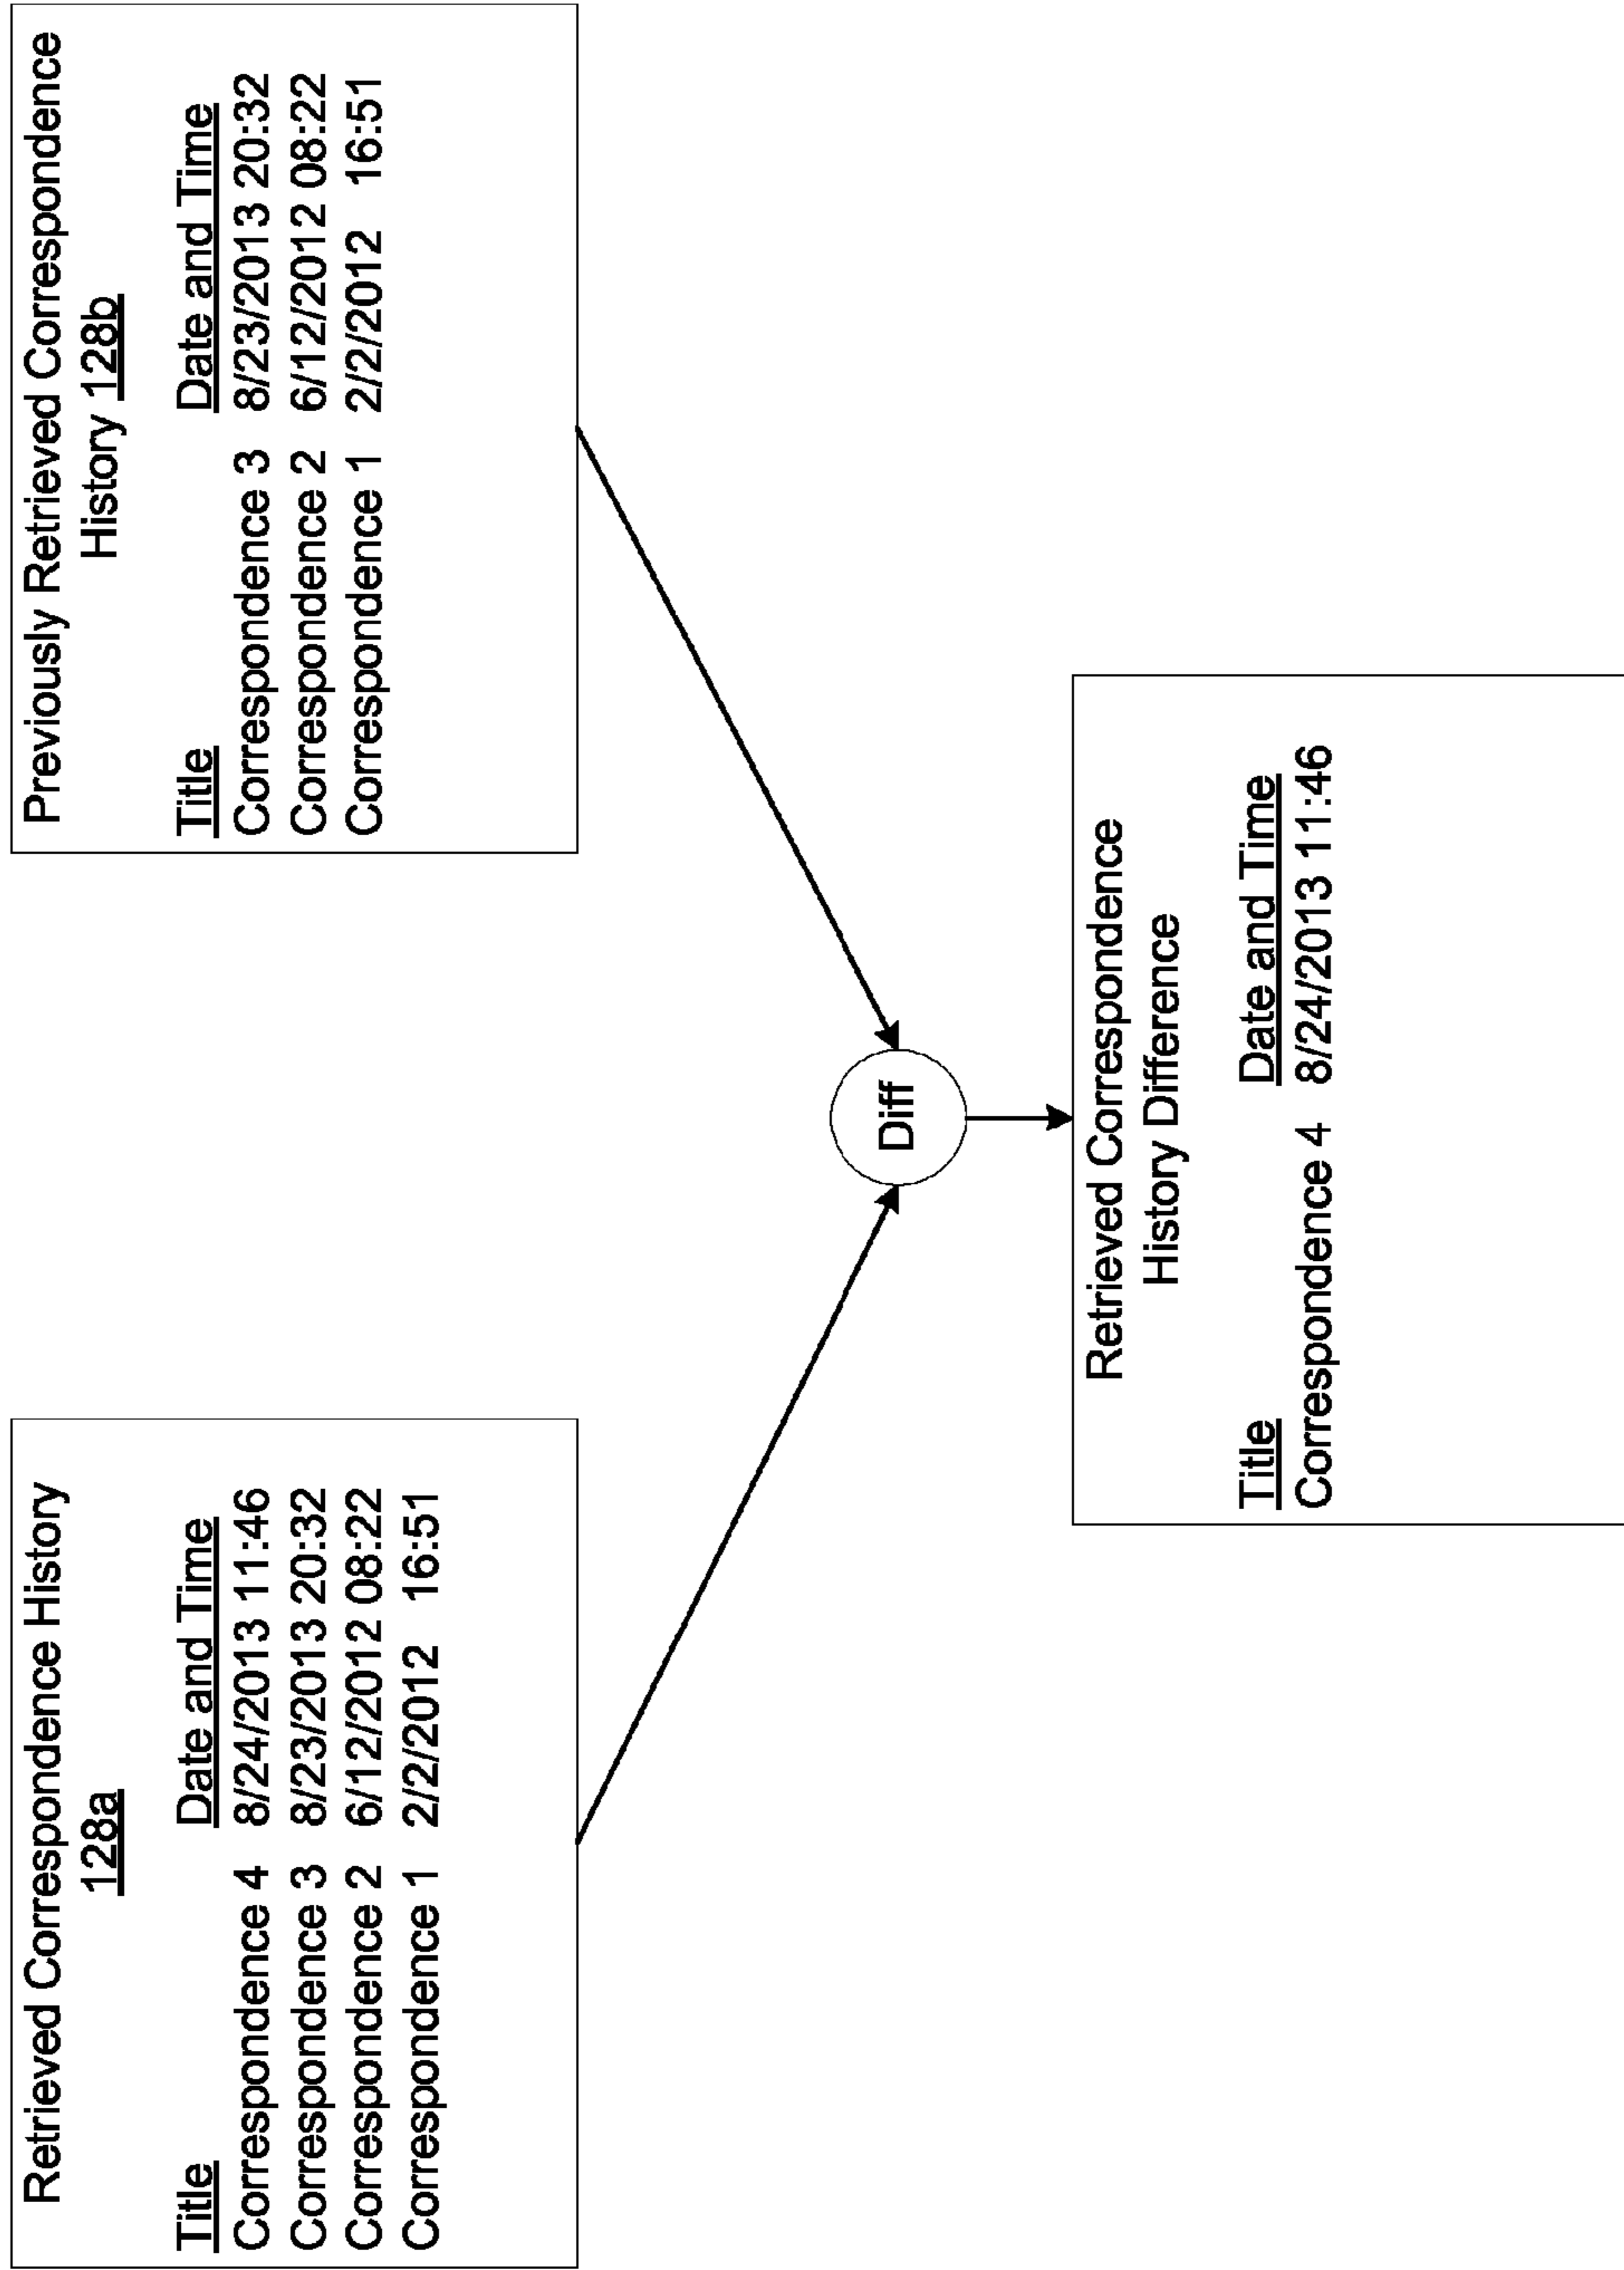 Retrieved Correspondence History
128a
Title Date and Time
Correspondence 4 8/24/2013 11:46
Correspondence 3 8/23/2013 20:32
Correspondence 2 6/12/2012 08:22
Correspondence 1 2/2/2012 16:51
Previously Retrieved Correspondence
History 128b
Title Date and Time
Correspondence 3 8/23/2013 20:32
Correspondence 2 6/12/2012 08:22
Correspondence 1 2/2/2012 16:51
Diff
Retrieved Correspondence
History Difference
Title Date and Time
Correspondence 4 8/24/2013 11:46